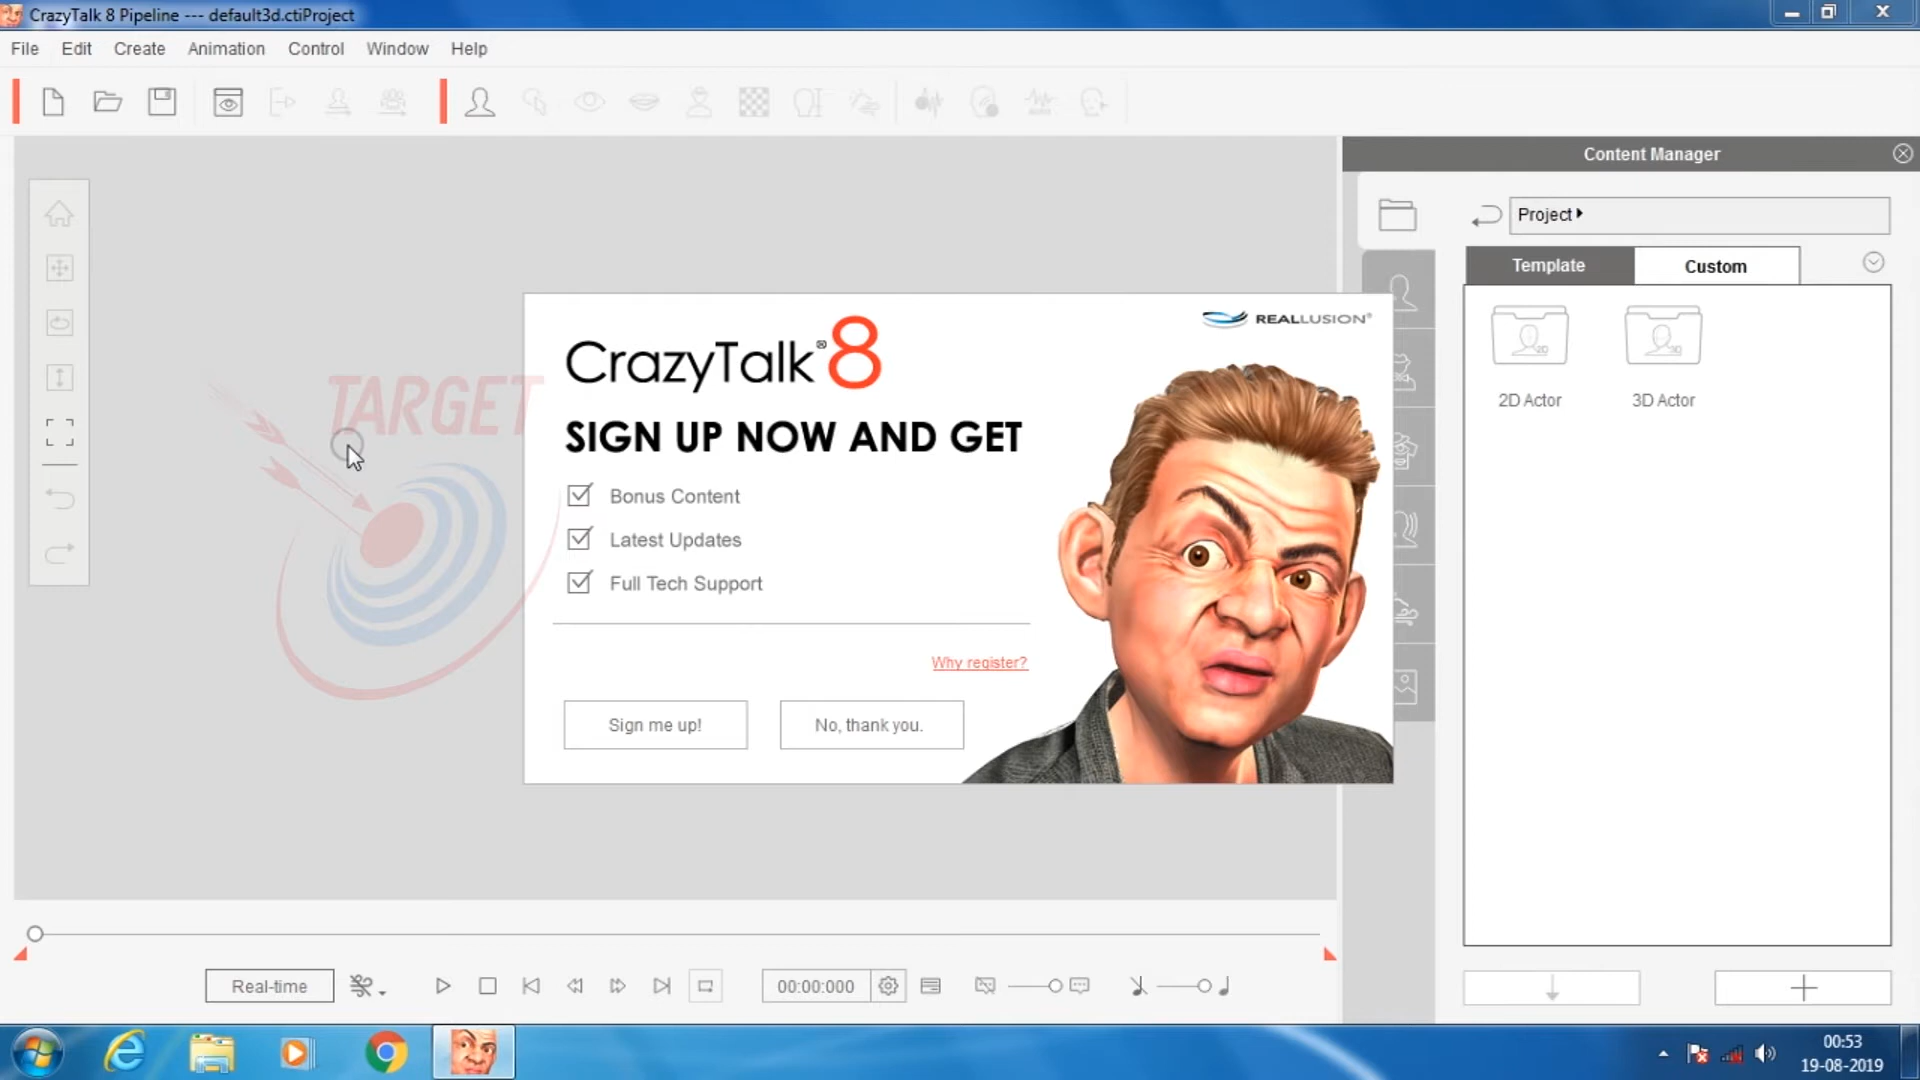 CrazyTalk 8 Pipeline --- default3d.ctiProject
File Edit Create Animation Control Window Help
Content Manager
Project
Template Custom
2D
3D
2D Actor 3D Actor
TARGET
REALLUSION®
CrazyTalk®8
SIGN UP NOW AND GET
Bonus Content
Latest Updates
Full Tech Support
Why register?
Sign me up! No, thank you.
Real-time 00:00:000
00:53
19-08-2019